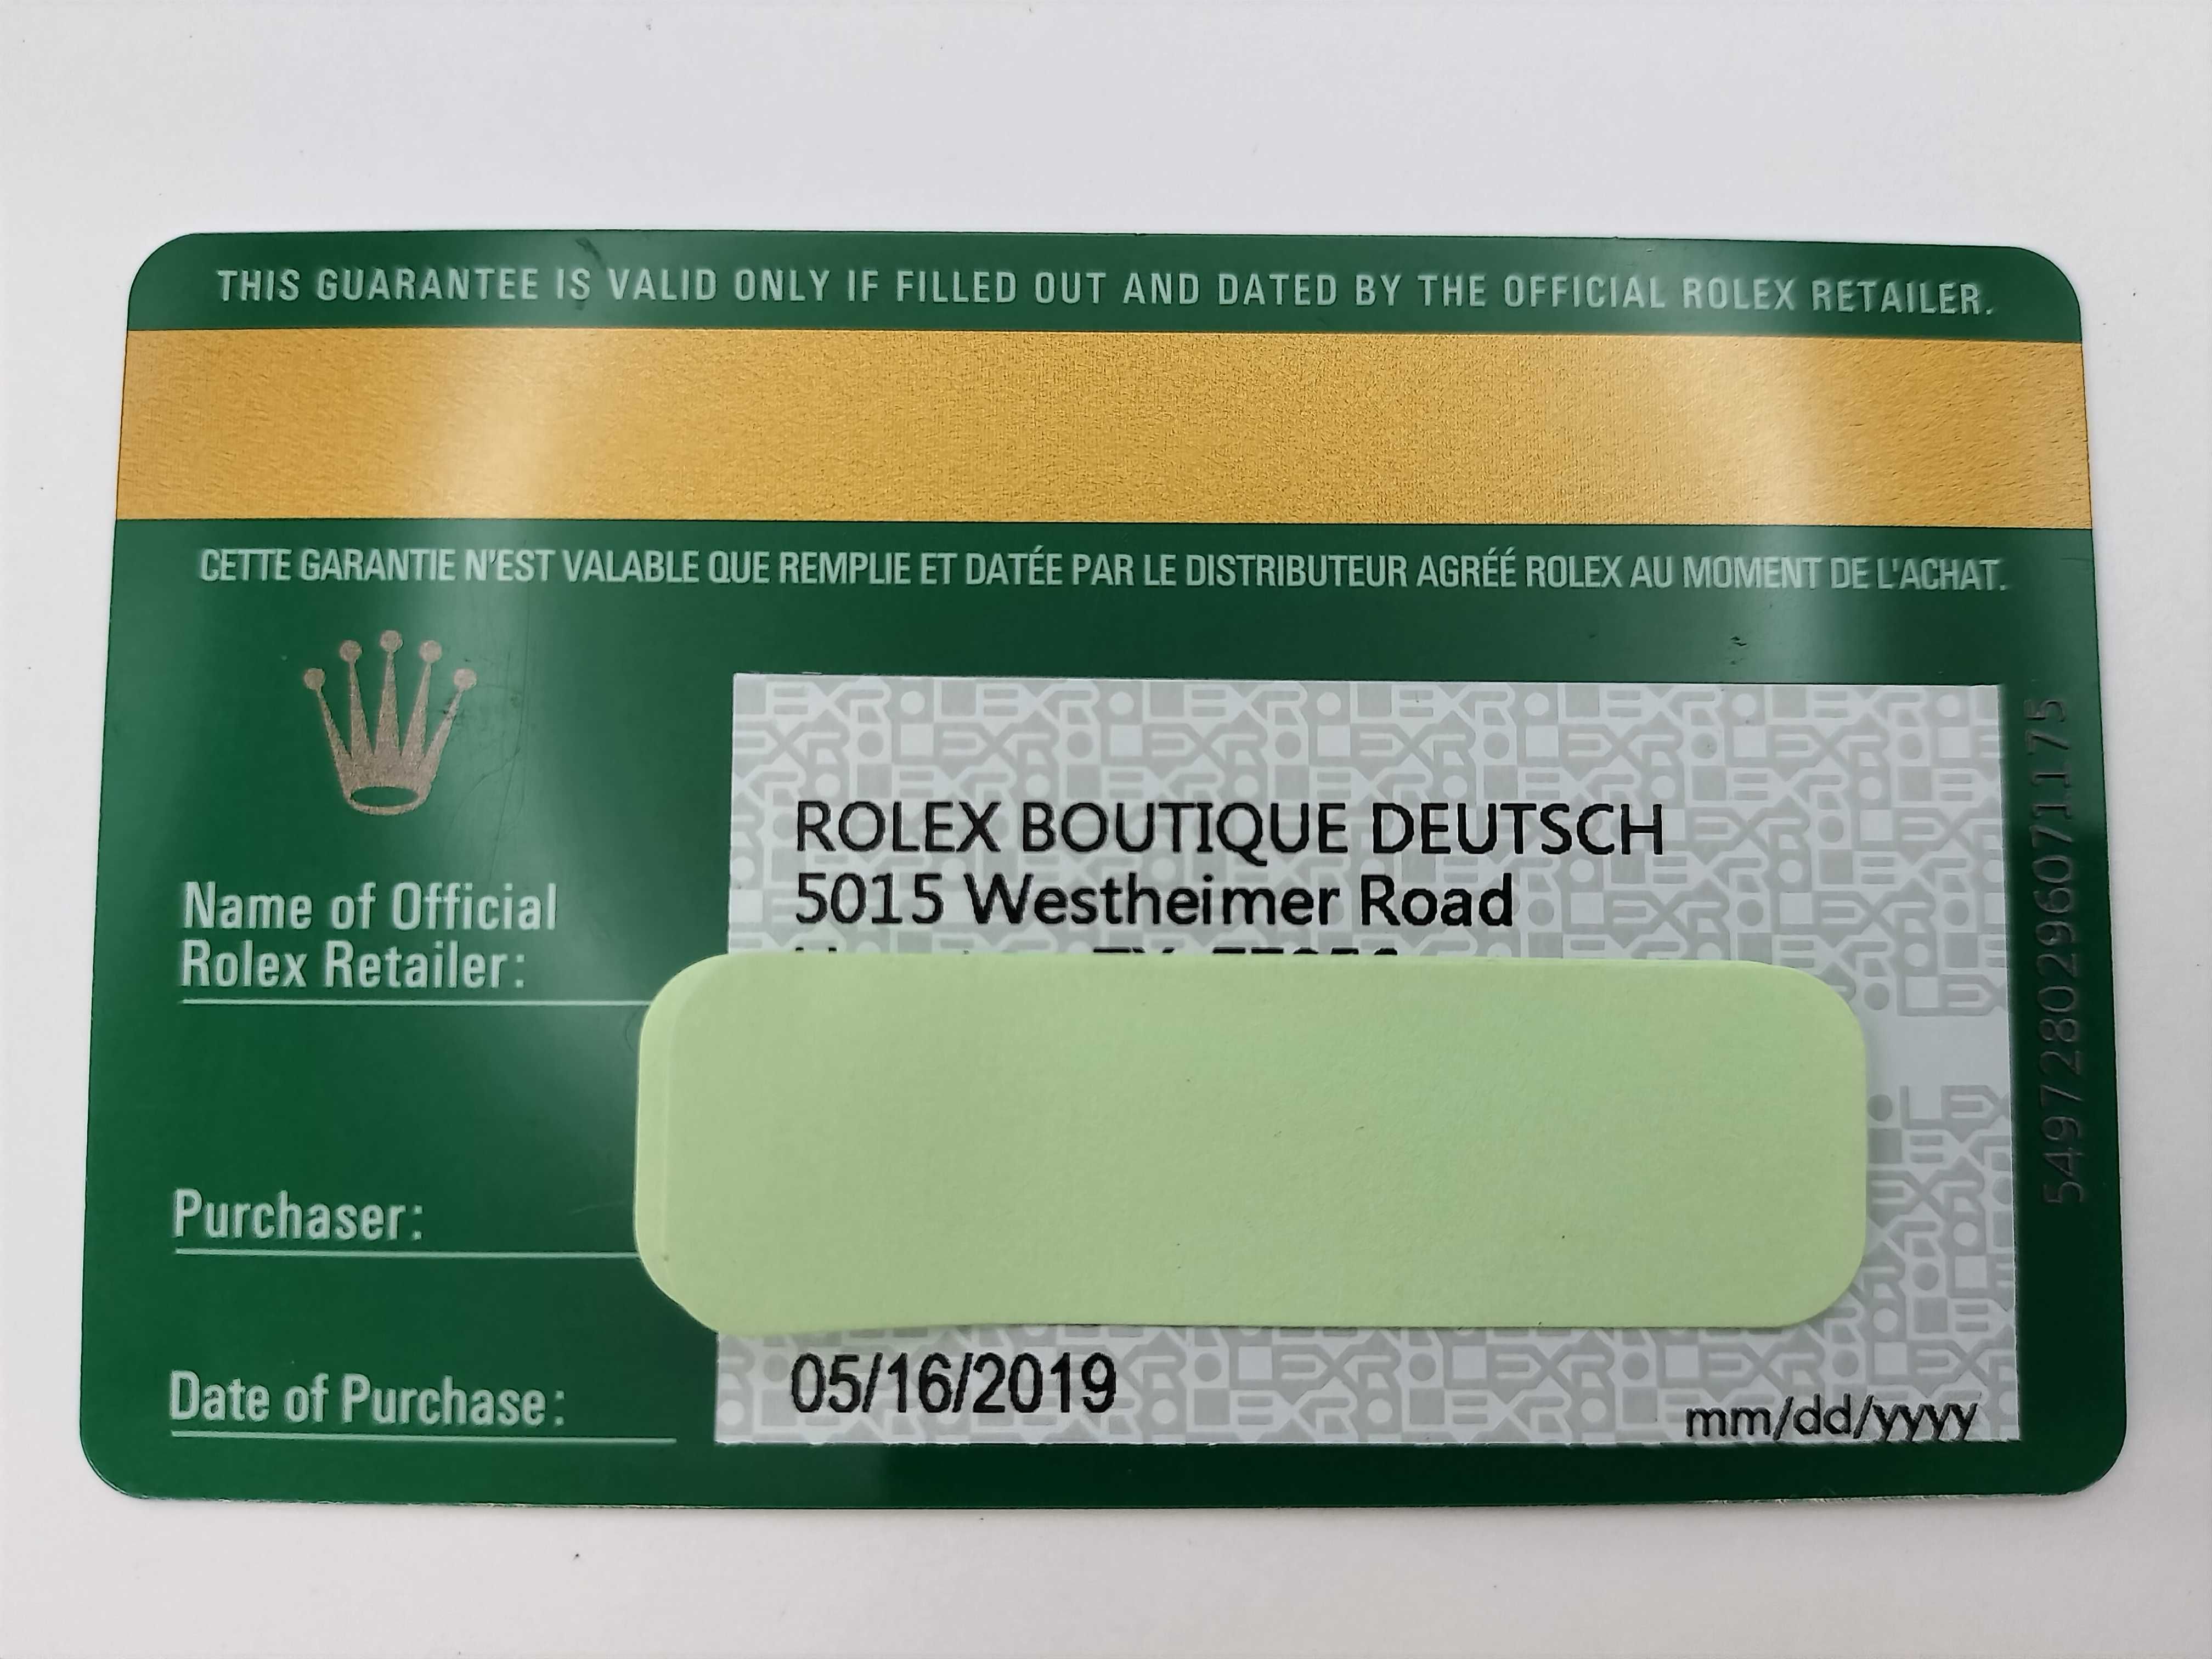 THIS GUARANTEE IS VALID ONLY IF FILLED OUT AND DATED BY THE OFFICIAL ROLEX RETAILER.
CETTE GARANTIE N'EST VALABLE QUE REMPLIE ET DATÉE PAR LE DISTRIBUTEUR AGRÉÉ ROLEX AU MOMENT DE L'ACHAT.
Name of Official
Rolex Retailer:
ROLEX BOUTIQUE DEUTSCH
5015 Westheimer Road
Purchaser:
Date of Purchase:
05/16/2019
mm/dd/yyyy
5497280296071175